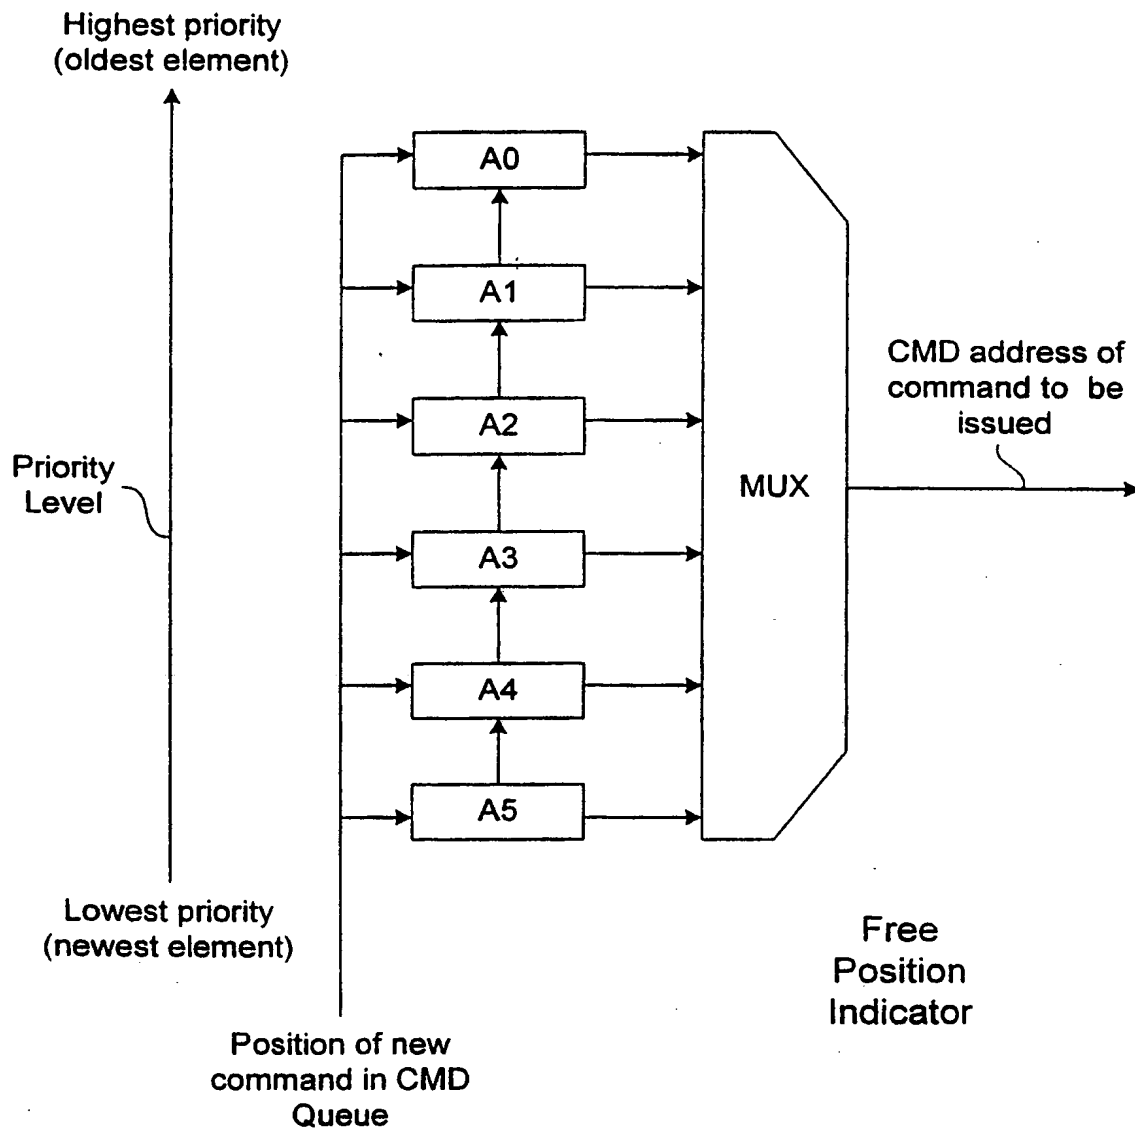 Highest priority
(oldest element)
A0
A1
CMD address of
command to be
issued
A2
Priority
Level
MUX
A3
A4
A5
Lowest priority
(newest element)
Free
Position
Indicator
Position of new
command in CMD
Queue